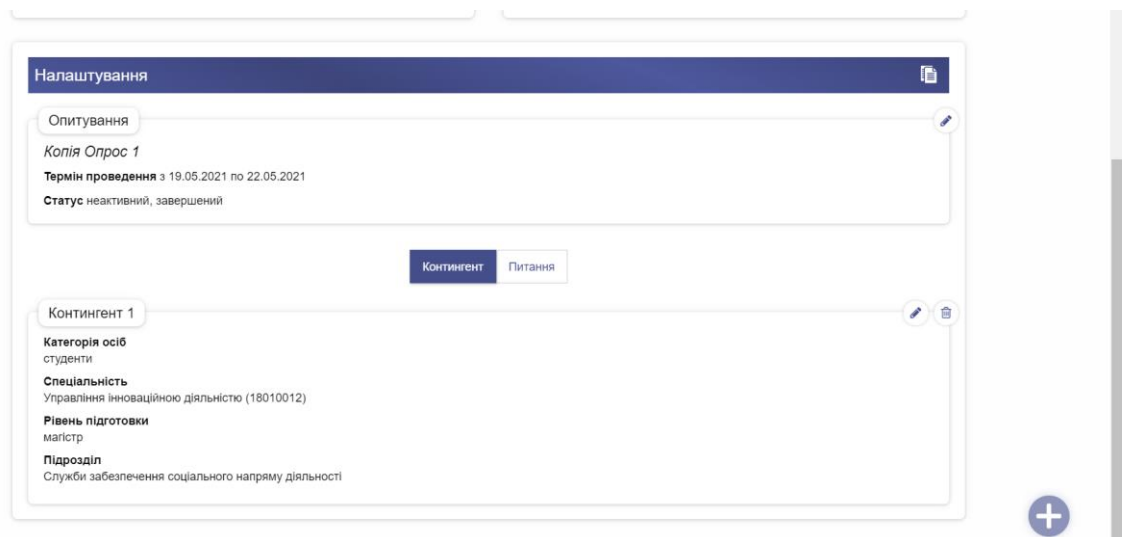 Налаштування
Опитування
Копія Опрос 1
Термін проведення з 19.05.2021 по 22.05.2021
Статус неактивний, завершений
Контингент Питання
Контингент 1
Категорія осіб
студенти
Спеціальність
Управління інноваційною діяльністю (18010012)
Рівень підготовки
магістр
Підрозділ
Служби забезпечення соціального напряму діяльності